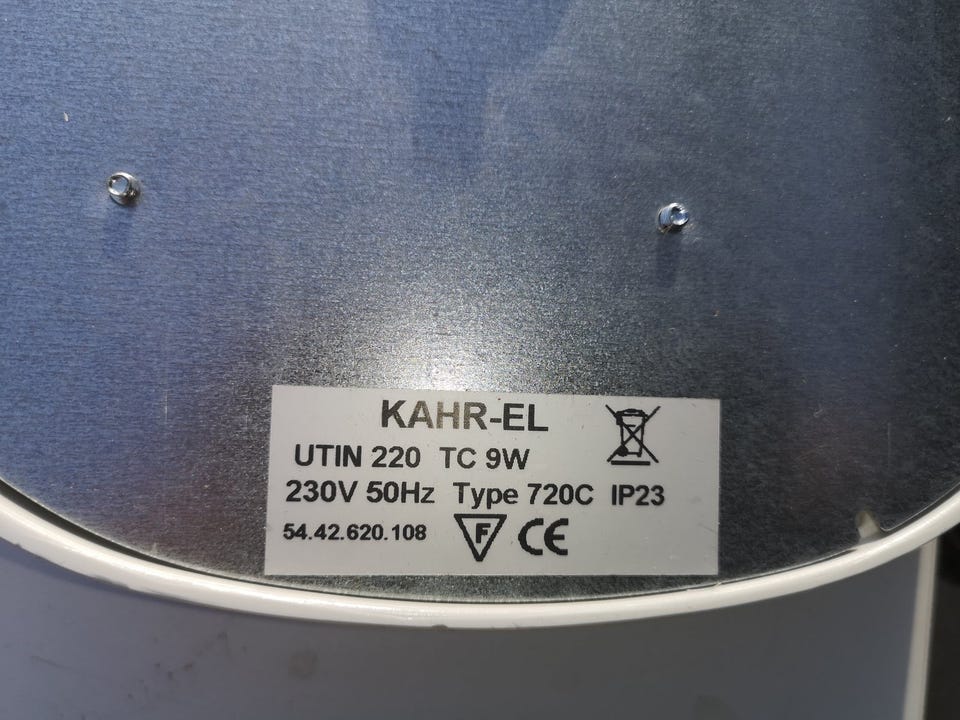 KAHR-EL
UTIN 220 TC 9W
230V 50Hz Type 720C IP23
54.42.620.108 F CE